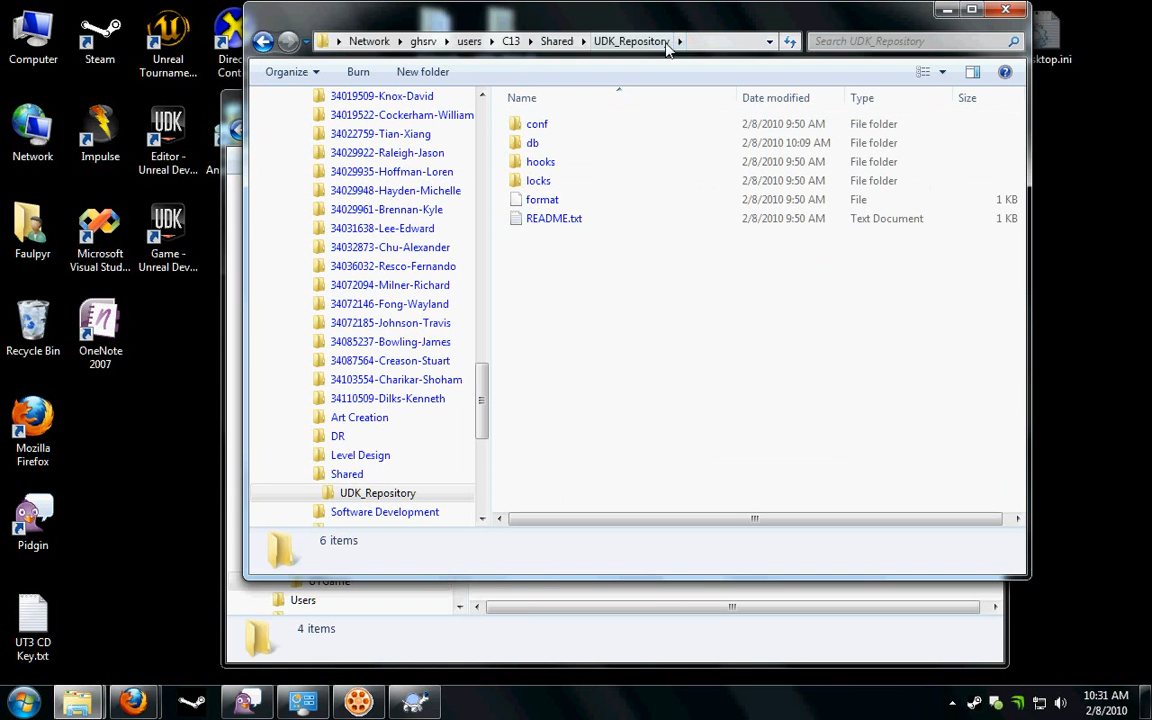 Computer
Steam
Unreal
Tourname...
Direc
Con
Network
Impulse
Editor -
Unreal Dev...
An
Faulpyr
Microsoft
Visual Stud...
Game -
Unreal Dev...
Recycle Bin
OneNote
2007
Mozilla
Firefox
Pidgin
UT3 CD
Key.txt
sktop.ini
Network
ghsrv
users
C13
Shared
UDK_Repository
Search UDK_Repository
Organize
Burn
New folder
34019509-Knox-David
34019522-Cockerham-William
34022759-Tian-Xiang
34029922-Raleigh-Jason
34029935-Hoffman-Loren
34029948-Hayden-Michelle
34029961-Brennan-Kyle
34031638-Lee-Edward
34032873-Chu-Alexander
34036032-Resco-Fernando
34072094-Milner-Richard
34072146-Fong-Wayland
34072185-Johnson-Travis
34085237-Bowling-James
34087564-Creason-Stuart
34103554-Charikar-Shoham
34110509-Dilks-Kenneth
Art Creation
DR
Level Design
Shared
UDK_Repository
Software Development
Name Date modified Type Size
conf 2/8/2010 9:50 AM File folder
db 2/8/2010 10:09 AM File folder
hooks 2/8/2010 9:50 AM File folder
locks 2/8/2010 9:50 AM File folder
format 2/8/2010 9:50 AM File 1 KB
README.txt 2/8/2010 9:50 AM Text Document 1 KB
6 items
UTGame
Users
4 items
10:31 AM
2/8/2010